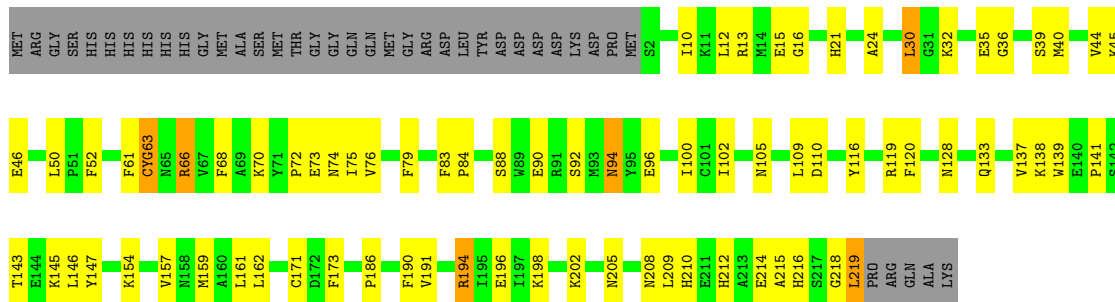 MET ARG GLY SER HIS HIS HIS HIS HIS HIS GLY MET ALA SER MET THR GLY GLY GLN GLN MET GLY ARG ASP LEU TYR ASP ASP ASP ASP LYS ASP PRO MET S2 I10 K11 L12 R13 M14 E15 G16 H21 A24 L30 G31 K32 E35 G36 S39 M40 V44 K45
E46 L50 P51 F52 F61 CYG63 N65 R66 V67 F68 A69 K70 Y71 P72 E73 N74 I75 V76 F79 F83 P84 S88 W89 E90 R91 S92 M93 N94 Y95 E96 I100 C101 I102 N105 L109 D110 Y116 R119 F120 N128 Q133 V137 K138 W139 E140 P141 S142
T143 E144 K145 L146 Y147 K154 V157 N158 M159 A160 L161 L162 C171 D172 F173 P186 F190 V191 R194 I195 E196 I197 K198 K202 N205 N208 L209 H210 E211 H212 A213 E214 A215 H216 S217 G218 L219 PRO ARG GLN ALA LYS